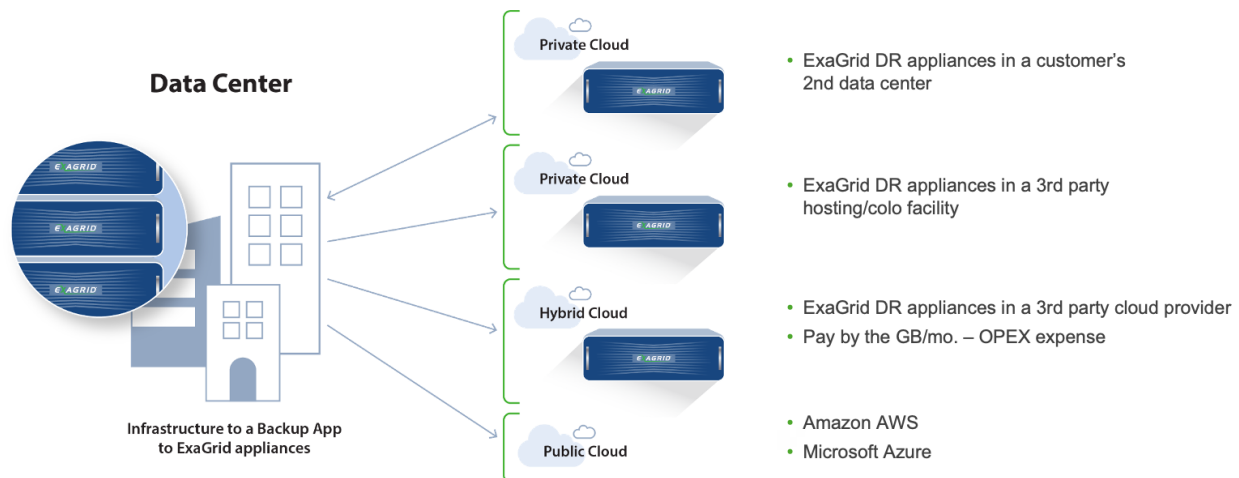 Data Center
EXAGRID
EXAGRID
EXAGRID
Infrastructure to a Backup App
to ExaGrid appliances
Private Cloud
EXAGRID
• ExaGrid DR appliances in a customer's
2nd data center
Private Cloud
EXAGRID
• ExaGrid DR appliances in a 3rd party
hosting/colo facility
Hybrid Cloud
EXAGRID
• ExaGrid DR appliances in a 3rd party cloud provider
• Pay by the GB/mo. – OPEX expense
Public Cloud
• Amazon AWS
• Microsoft Azure